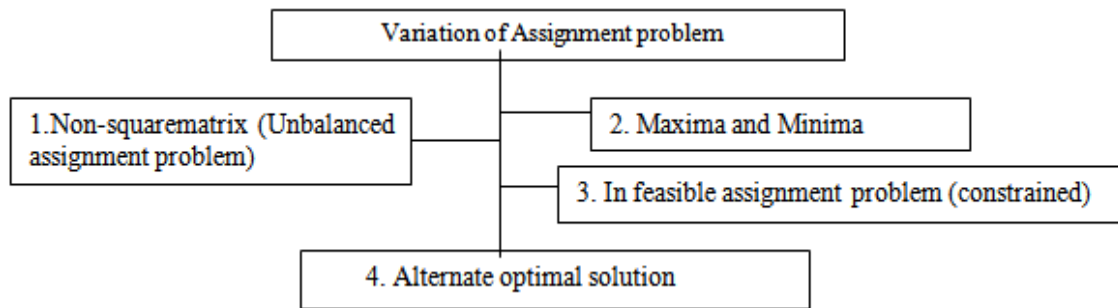 Variation of Assignment problem
1.Non-squarematrix (Unbalanced
assignment problem)
2. Maxima and Minima
3. In feasible assignment problem (constrained)
4. Alternate optimal solution